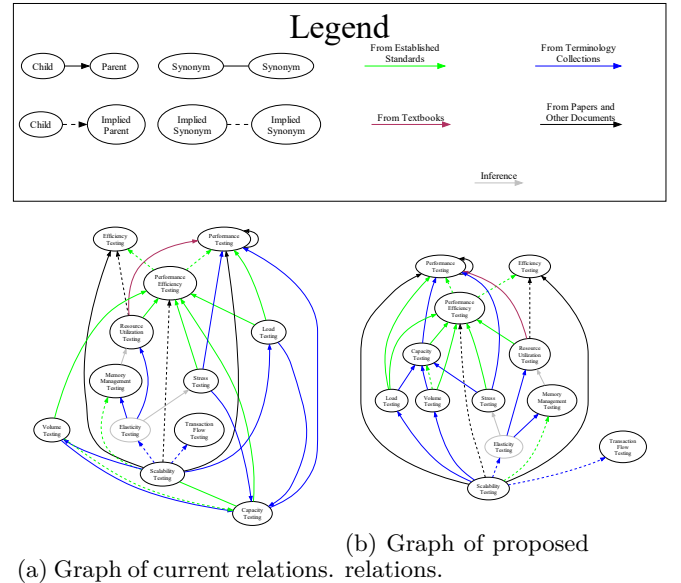 Legend
Child
Parent
Synonym
Synonym
From Established
Standards
From Terminology
Collections
Child
Implied
Parent
Implied
Synonym
Implied
Synonym
From Textbooks
From Papers and
Other Documents
Inference
Efficiency
Testing
Performance
Testing
Performance
Efficiency
Testing
Resource
Utilization
Testing
Load
Testing
Memory
Management
Testing
Stress
Testing
Volume
Testing
Elasticity
Testing
Transaction
Flow
Testing
Scalability
Testing
Capacity
Testing
(a) Graph of current relations.
Performance
Testing
Efficiency
Testing
Performance
Efficiency
Testing
Capacity
Testing
Resource
Utilization
Testing
Load
Testing
Volume
Testing
Stress
Testing
Memory
Management
Testing
Elasticity
Testing
Transaction
Flow
Testing
Scalability
Testing
(b) Graph of proposed
relations.